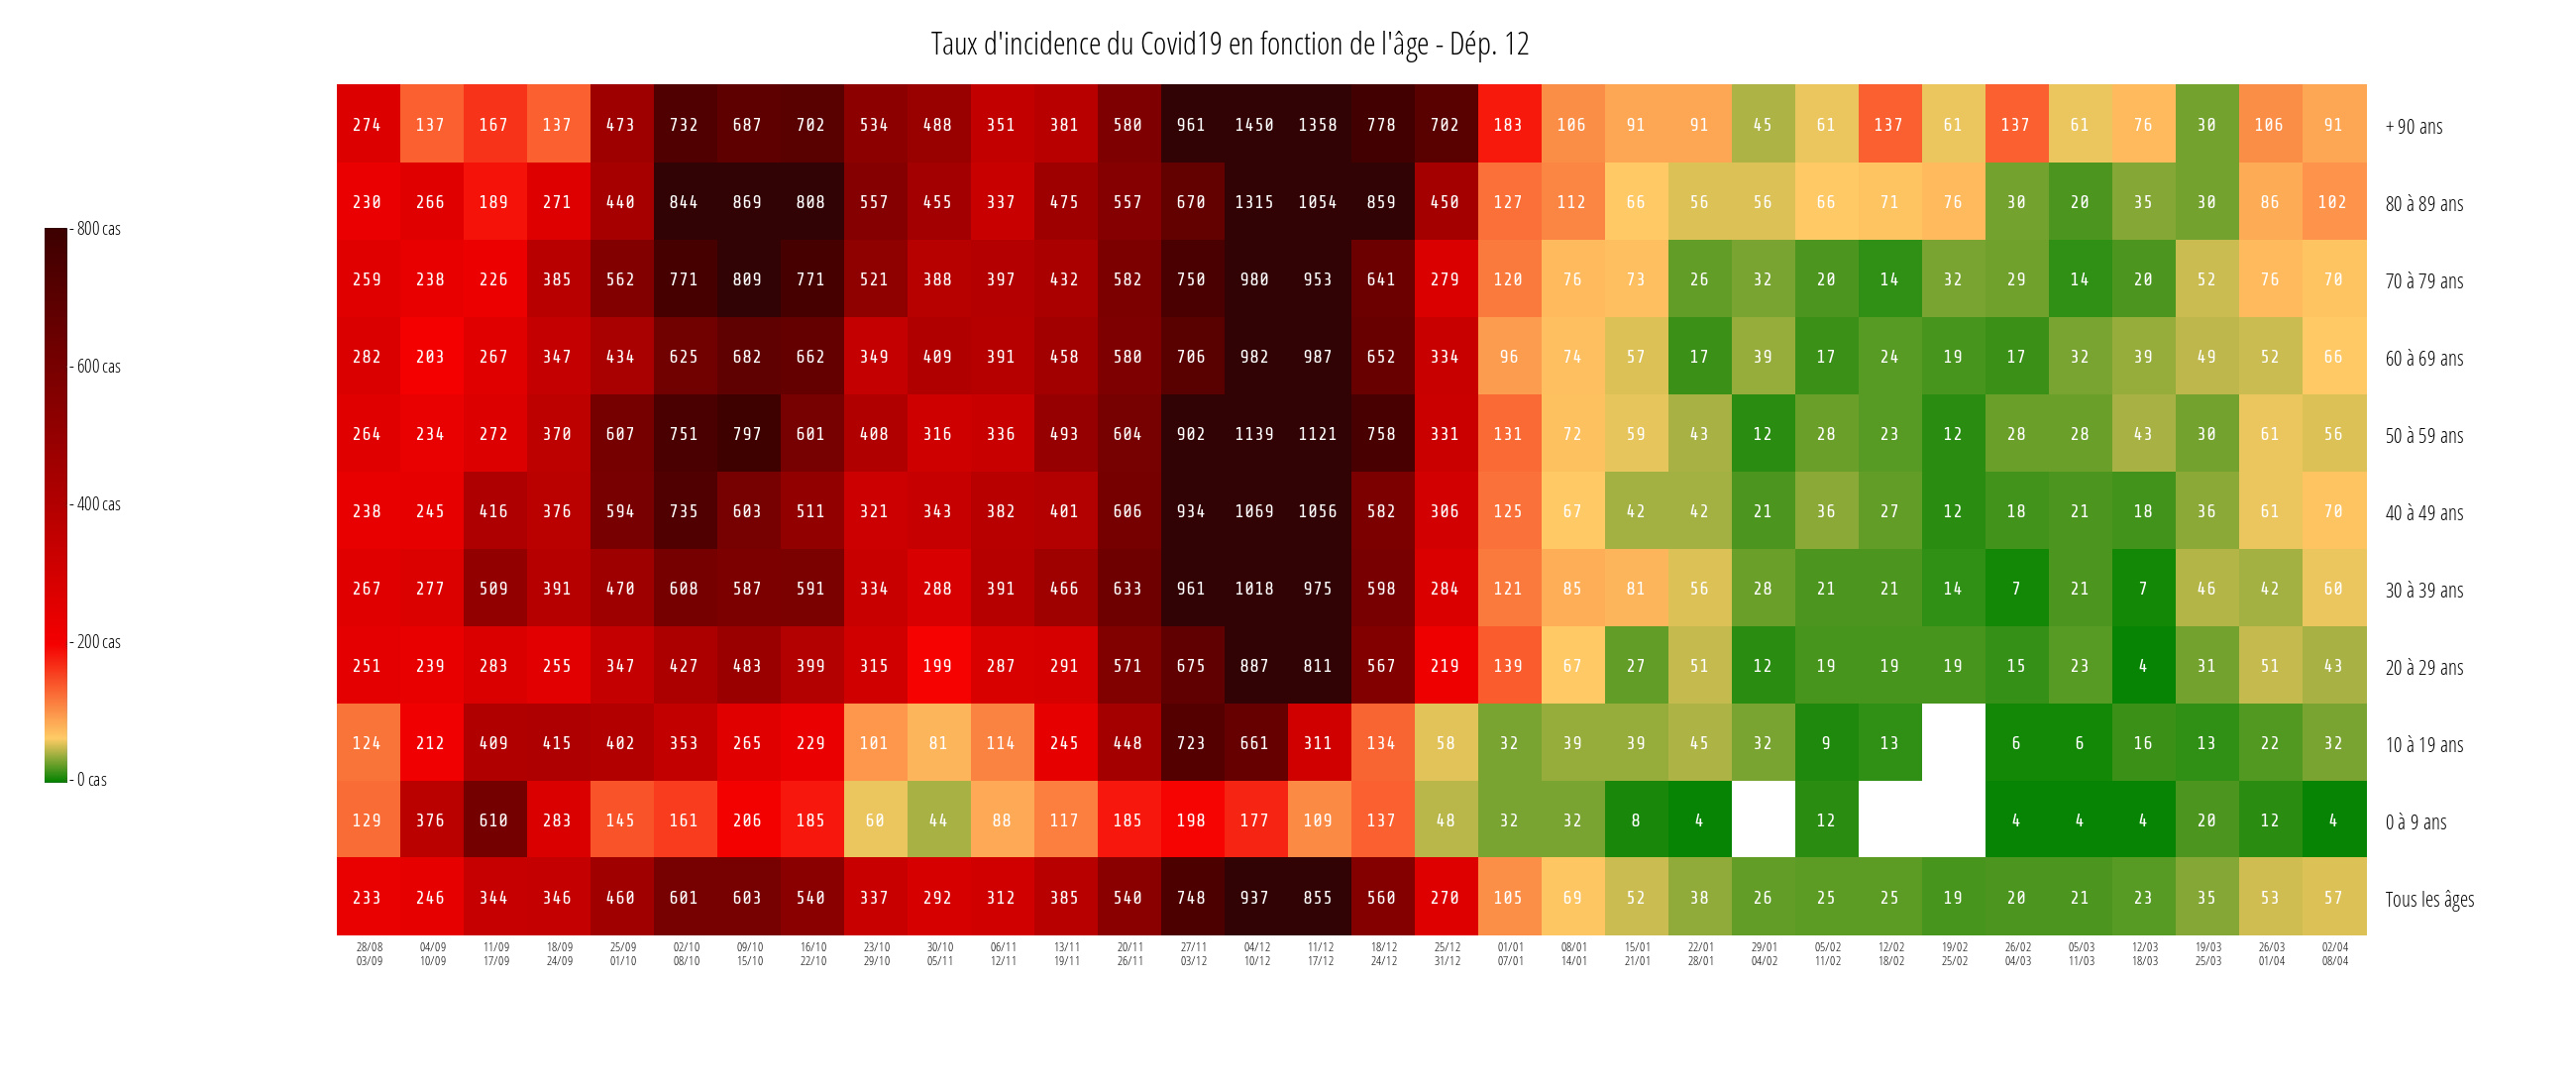 Taux d'incidence du Covid19 en fonction de l'âge - Dép. 12
- 800 cas
- 600 cas
- 400 cas
- 200 cas
- 0 cas
274 137 167 137 473 732 687 702 534 488 351 381 580 961 1450 1358 778 702 183 106 91 91 45 61 137 61 137 61 76 30 106 91 + 90 ans
230 266 189 271 440 844 869 808 557 455 337 475 557 670 1315 1054 859 450 127 112 66 56 56 66 71 76 30 20 35 30 86 102 80 à 89 ans
259 238 226 385 562 771 809 771 521 388 397 432 582 750 980 953 641 279 120 76 73 26 32 20 14 32 29 14 20 52 76 70 70 à 79 ans
282 203 267 347 434 625 682 662 349 409 391 458 580 706 982 987 652 334 96 74 57 17 39 17 24 19 17 32 39 49 52 66 60 à 69 ans
264 234 272 370 607 751 797 601 408 316 336 493 604 902 1139 1121 758 331 131 72 59 43 12 28 23 12 28 28 43 30 61 56 50 à 59 ans
238 245 416 376 594 735 603 511 321 343 382 401 606 934 1069 1056 582 306 125 67 42 42 21 36 27 12 18 21 18 36 61 70 40 à 49 ans
267 277 509 391 470 608 587 591 334 288 391 466 633 961 1018 975 598 284 121 85 81 56 28 21 21 14 7 21 7 46 42 60 30 à 39 ans
251 239 283 255 347 427 483 399 315 199 287 291 571 675 887 811 567 219 139 67 27 51 12 19 19 19 15 23 4 31 51 43 20 à 29 ans
124 212 409 415 402 353 265 229 101 81 114 245 448 723 661 311 134 58 32 39 39 45 32 9 13 6 6 16 13 22 32 10 à 19 ans
129 376 610 283 145 161 206 185 60 44 88 117 185 198 177 109 137 48 32 32 8 4 12 4 4 4 20 12 4 0 à 9 ans
233 246 344 346 460 601 603 540 337 292 312 385 540 748 937 855 560 270 105 69 52 38 26 25 25 19 20 21 23 35 53 57 Tous les âges
28/08 04/09 11/09 18/09 25/09 02/10 09/10 16/10 23/10 30/10 06/11 13/11 20/11 27/11 04/12 11/12 18/12 25/12 01/01 08/01 15/01 22/01 29/01 05/02 12/02 19/02 26/02 05/03 12/03 19/03 26/03 02/04
03/09 10/09 17/09 24/09 01/10 08/10 15/10 22/10 29/10 05/11 12/11 19/11 26/11 03/12 10/12 17/12 24/12 31/12 07/01 14/01 21/01 28/01 04/02 11/02 18/02 25/02 04/03 11/03 18/03 25/03 01/04 08/04